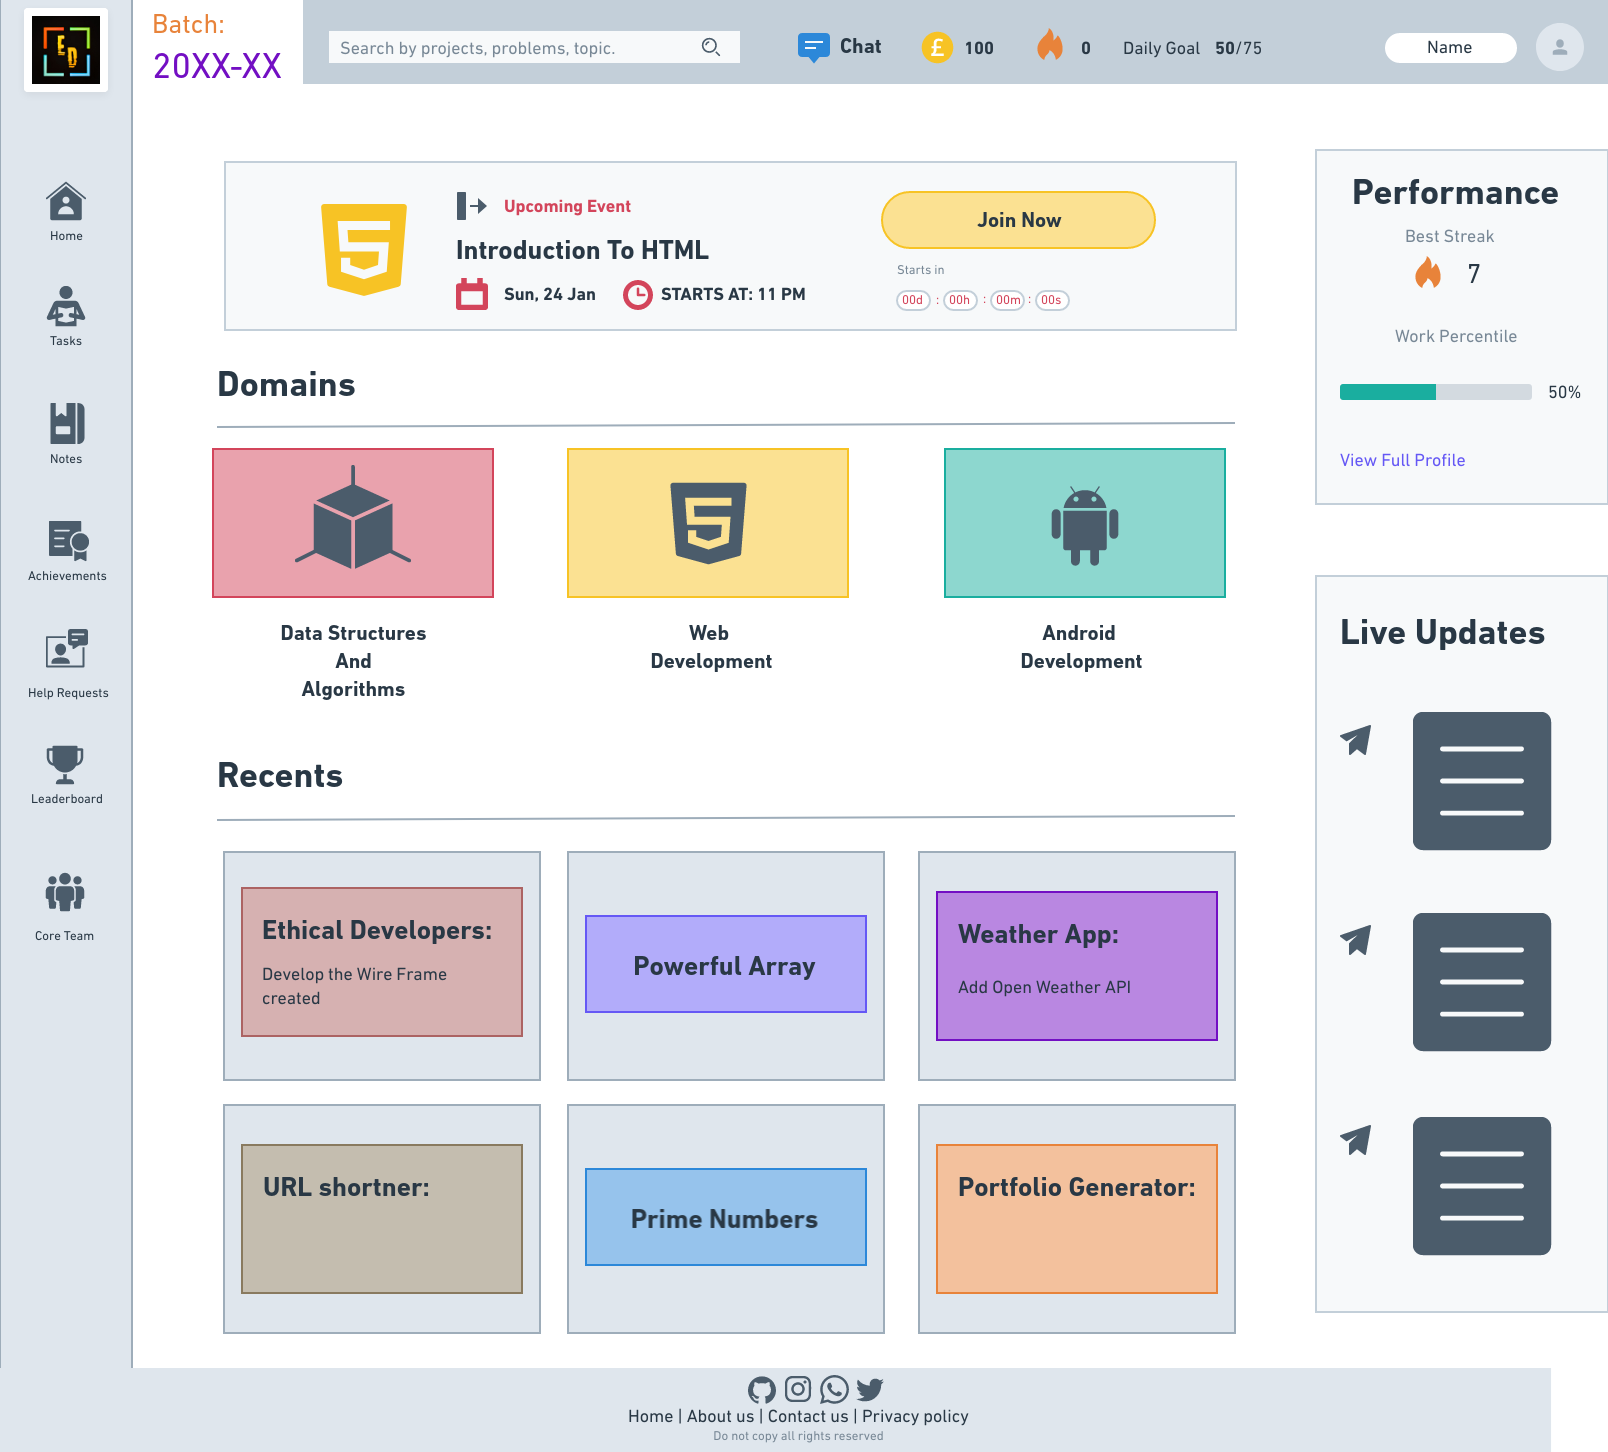 ED
Batch:
20XX-XX
Search by projects, problems, topic.
Chat
£
100
0
Daily Goal 50/75
Name
Home
Tasks
Notes
Achievements
Help Requests
Leaderboard
Core Team
Upcoming Event
Introduction To HTML
Sun, 24 Jan
STARTS AT: 11 PM
Join Now
Starts in
00d : 00h : 00m : 00s
Domains
Data Structures
And
Algorithms
Web
Development
Android
Development
Recents
Ethical Developers:
Develop the Wire Frame
created
Powerful Array
Weather App:
Add Open Weather API
URL shortner:
Prime Numbers
Portfolio Generator:
Performance
Best Streak
7
Work Percentile
50%
View Full Profile
Live Updates
Home | About us | Contact us | Privacy policy
Do not copy all rights reserved